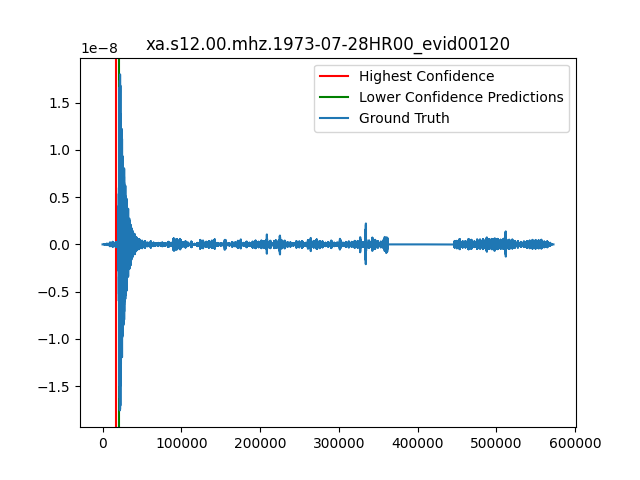 xa.s12.00.mhz.1973-07-28HR00_evid00120
1e−8
Highest Confidence
Lower Confidence Predictions
Ground Truth
1.5
1.0
0.5
0.0
−0.5
−1.0
−1.5
0 100000 200000 300000 400000 500000 600000